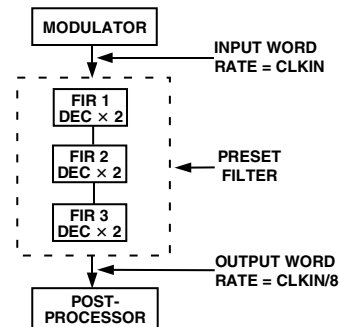 MODULATOR
INPUT WORD
RATE = CLKIN
FIR 1
DEC × 2
FIR 2
DEC × 2
FIR 3
DEC × 2
PRESET
FILTER
OUTPUT WORD
RATE = CLKIN/8
POST-
PROCESSOR